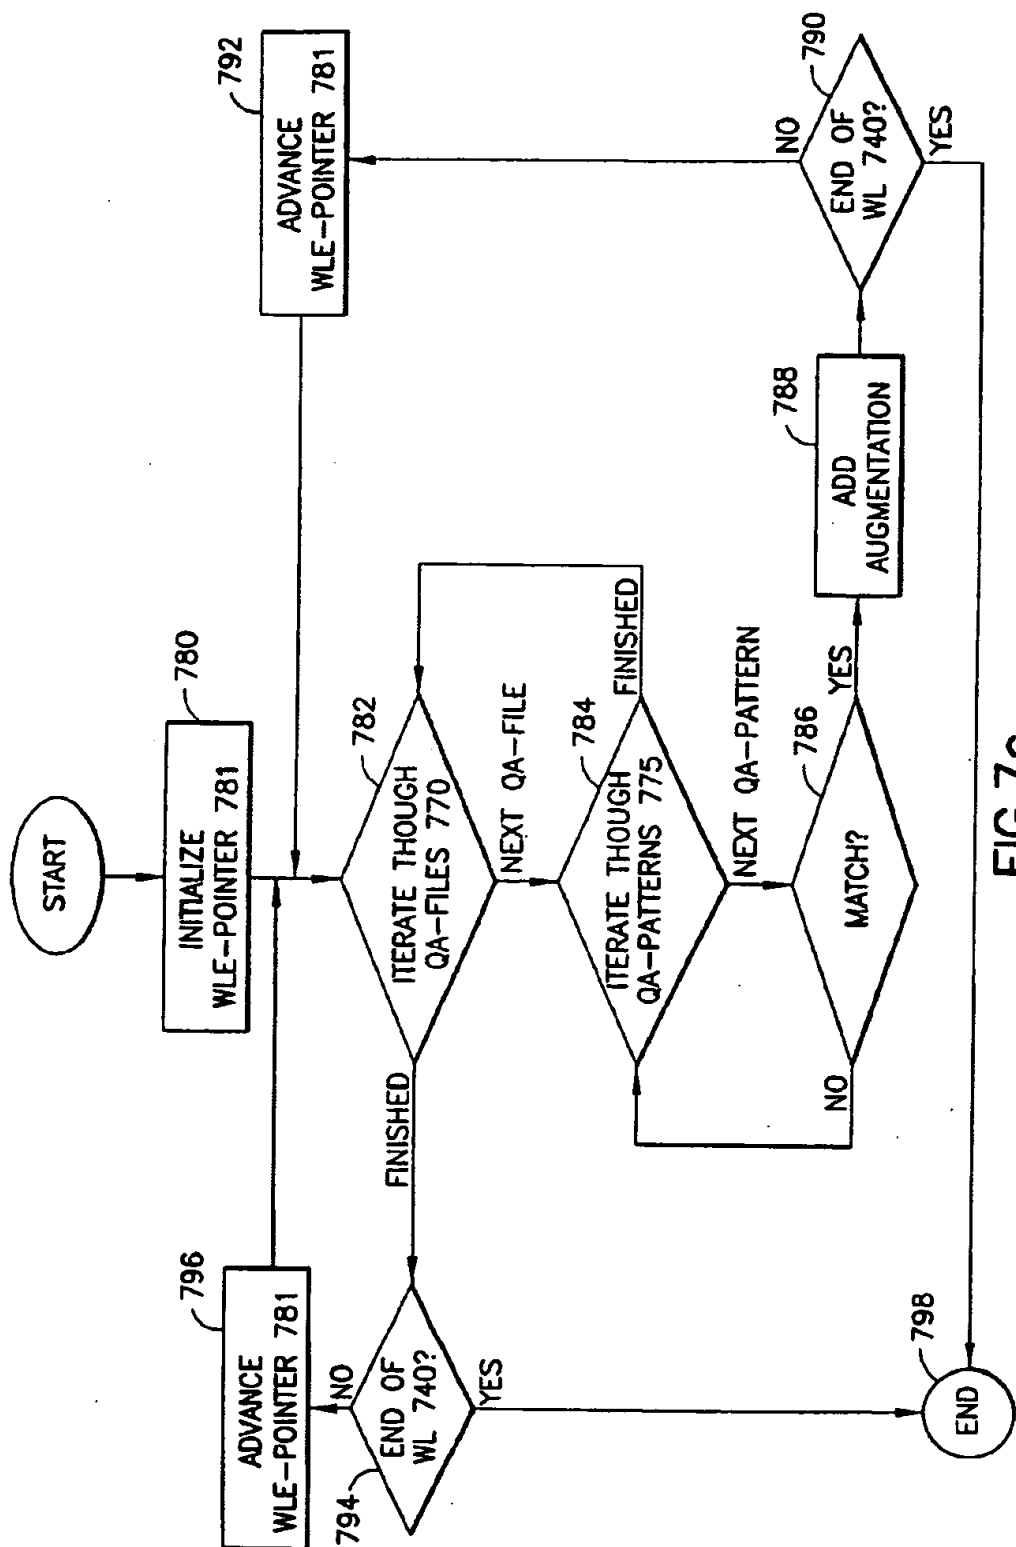 START
780
INITIALIZE
WLE-POINTER 781
796
ADVANCE
WLE-POINTER 781
792
ADVANCE
WLE-POINTER 781
782
ITERATE THOUGH
QA-FILES 770
FINISHED
NEXT QA-FILE
794
END OF
WL 740?
NO
YES
784
ITERATE THOUGH
QA-PATTERNS 775
FINISHED
NEXT QA-PATTERN
786
MATCH?
NO
YES
788
ADD
AUGMENTATION
790
END OF
WL 740?
NO
YES
798
END